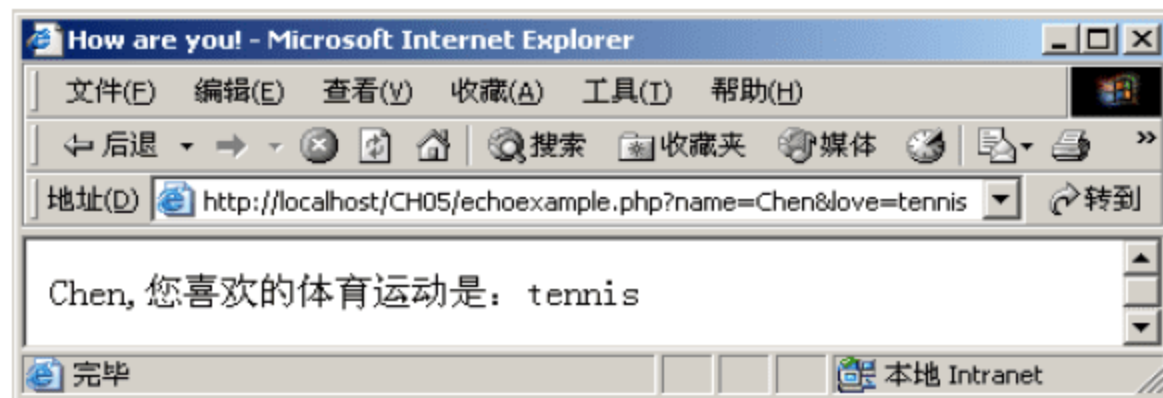 How are you! - Microsoft Internet Explorer
文件(F) 编辑(E) 查看(V) 收藏(A) 工具(T) 帮助(H)
后退 搜索 收藏夹 媒体 »
地址(D) http://localhost/CH05/echoexample.php?name=Chen&love=tennis 转到
Chen,您喜欢的体育运动是：tennis
完毕 本地 Intranet